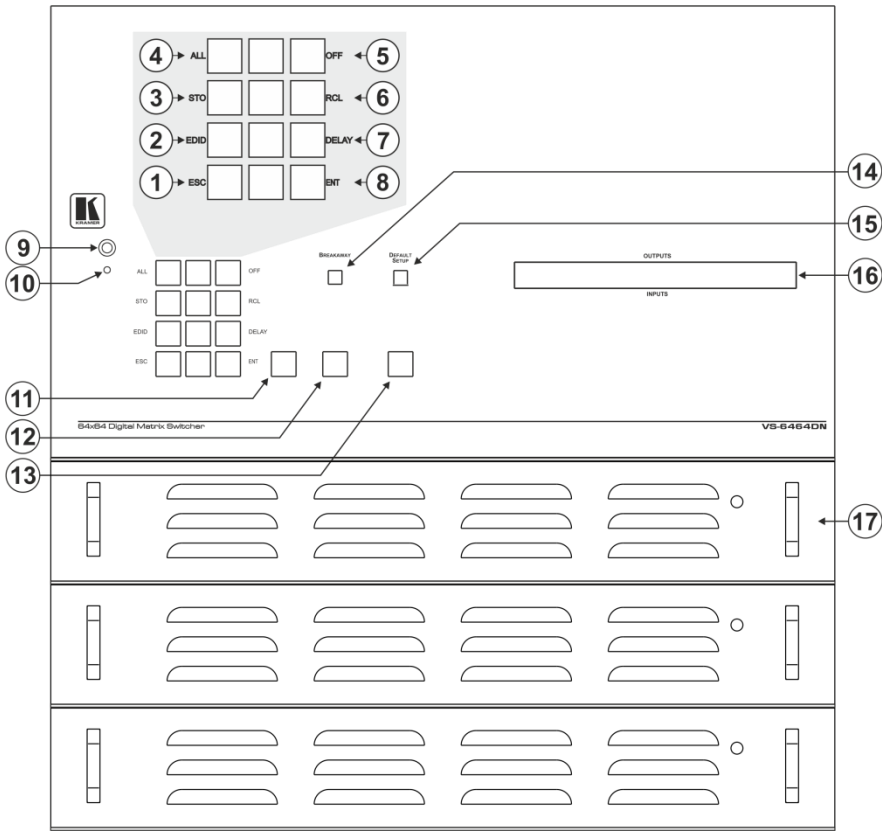 4 ALL OFF 5
3 STO RCL 6
2 EDID DELAY 7
1 ESC ENT 8
14
15
K
KRAMER
9
10
ALL OFF
STO RCL
EDID DELAY
ESC ENT
BREAKAWAY
DEFAULT
SETUP
OUTPUTS
INPUTS
16
11
12
13
64x64 Digital Matrix Switcher
VS-6464DN
17